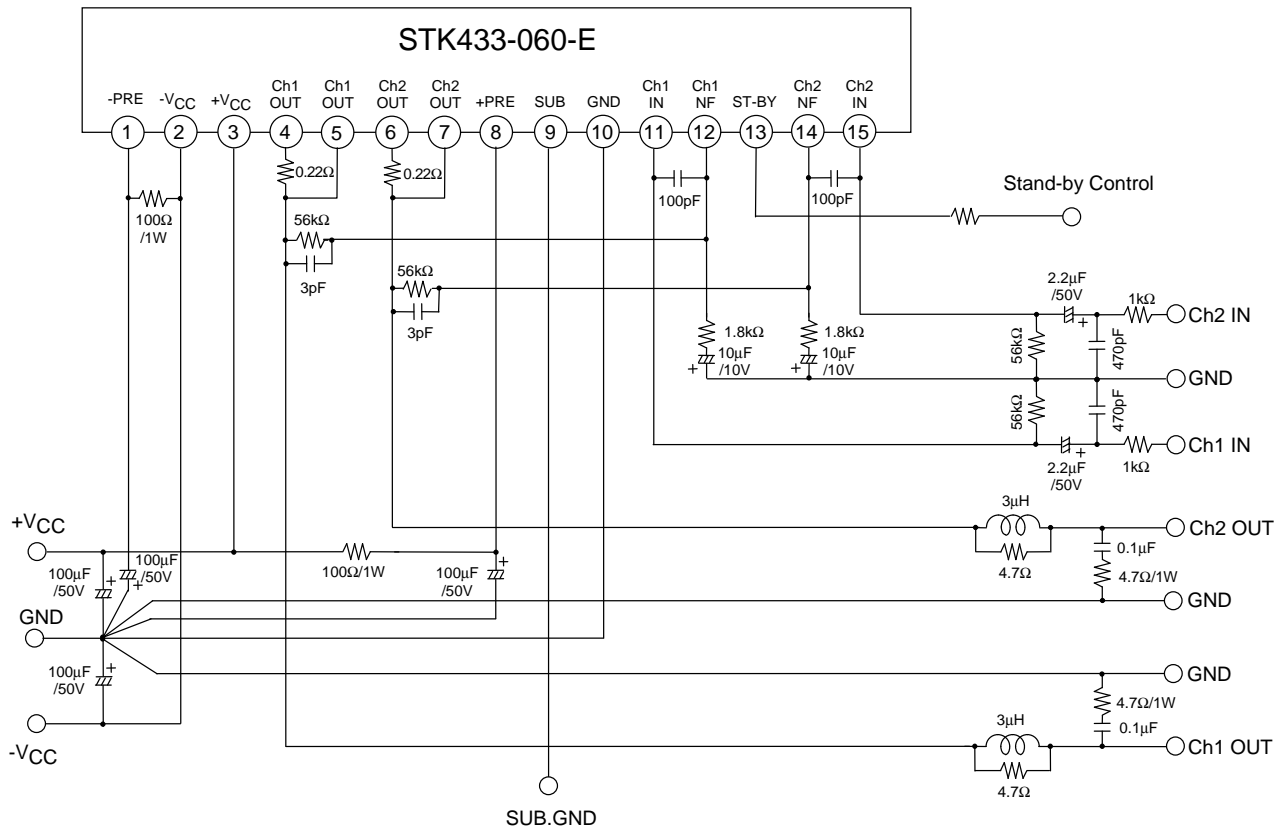 STK433-060-E
-PRE
-VCC
+VCC
Ch1
OUT
Ch1
OUT
Ch2
OUT
Ch2
OUT
+PRE
SUB
GND
Ch1
IN
Ch1
NF
ST-BY
Ch2
NF
Ch2
IN
1
2
3
4
5
6
7
8
9
10
11
12
13
14
15
0.22Ω
0.22Ω
100pF
100pF
Stand-by Control
100Ω
/1W
56kΩ
3pF
56kΩ
3pF
1.8kΩ
+
10µF
/10V
1.8kΩ
+
10µF
/10V
2.2µF
/50V
+
1kΩ
Ch2 IN
56kΩ
470pF
GND
56kΩ
470pF
+
2.2µF
/50V
1kΩ
Ch1 IN
3µH
4.7Ω
Ch2 OUT
0.1µF
4.7Ω/1W
GND
+VCC
100µF
/50V
+
100µF
/50V
+
100Ω/1W
100µF
/50V
+
GND
100µF
/50V
+
-VCC
GND
4.7Ω/1W
0.1µF
3µH
4.7Ω
Ch1 OUT
SUB.GND